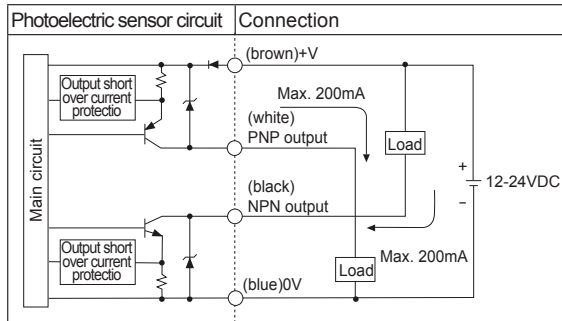 Photoelectric sensor circuit
Connection
(brown)+V
Output short
over current
protectio
Max. 200mA
(white)
PNP output
Load
Main circuit
+
12-24VDC
−
(black)
NPN output
Output short
over current
protectio
Max. 200mA
Load
(blue)0V